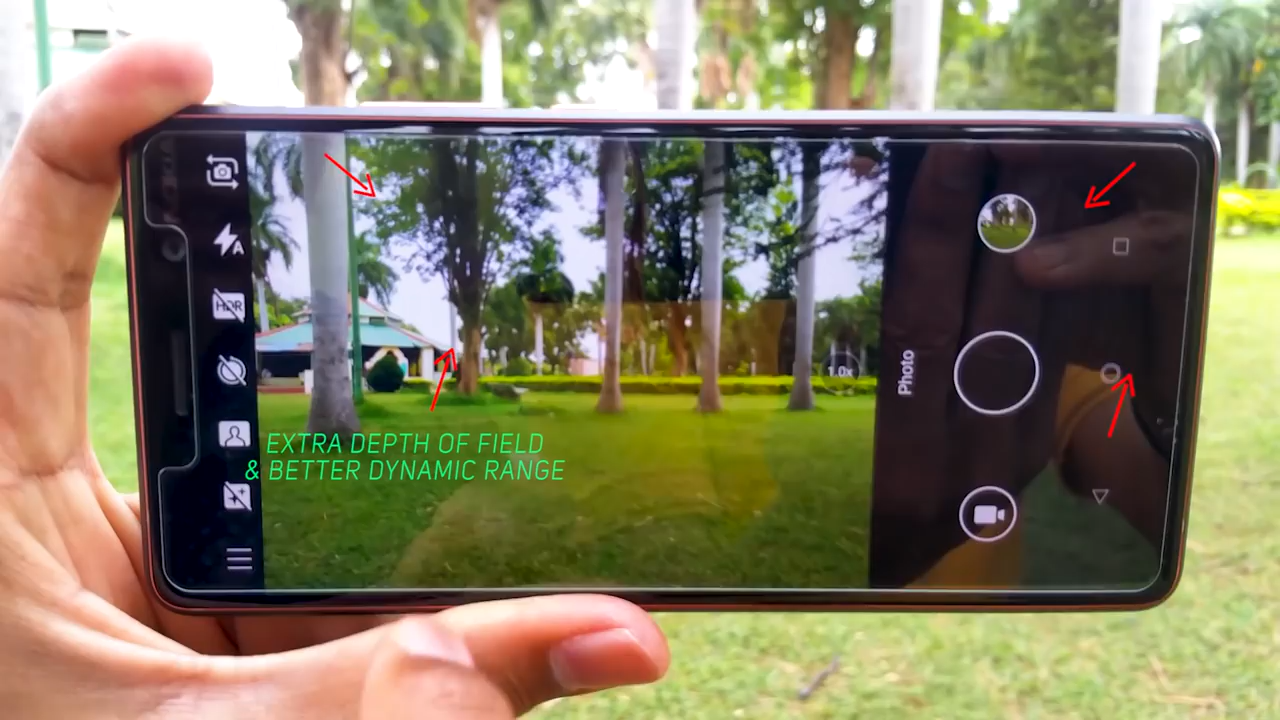 A
HDR
1.0x
Photo
EXTRA DEPTH OF FIELD
& BETTER DYNAMIC RANGE